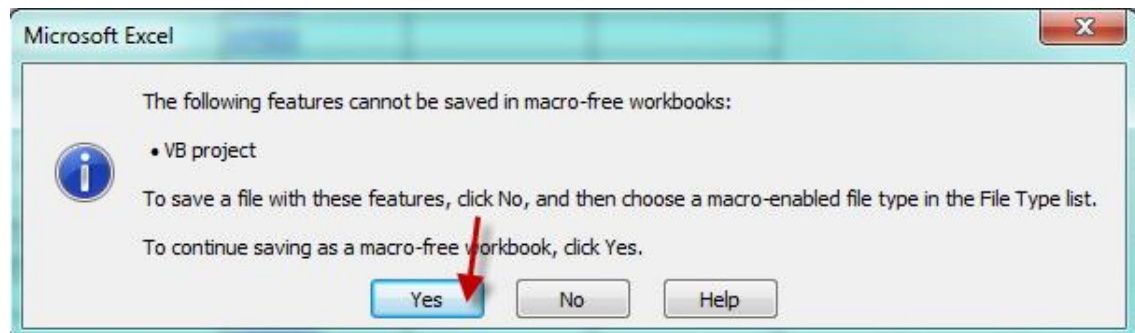 Microsoft Excel
The following features cannot be saved in macro-free workbooks:
• VB project
To save a file with these features, click No, and then choose a macro-enabled file type in the File Type list.
To continue saving as a macro-free workbook, click Yes.
Yes No Help